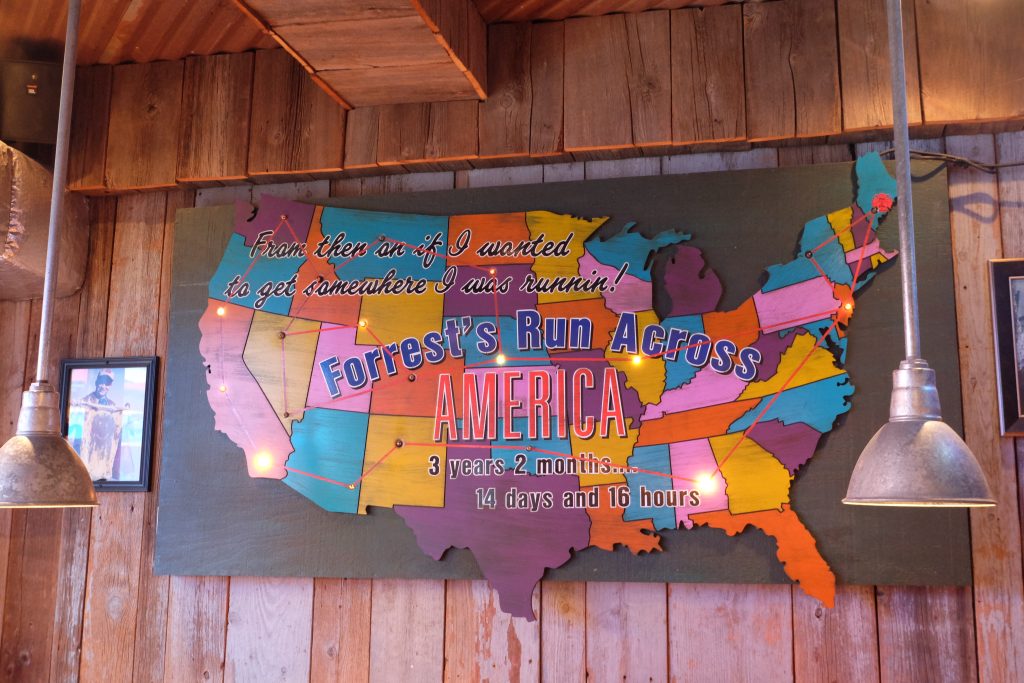 From then on if I wanted
to get somewhere I was runnin!
Forrest's Run Across
AMERICA
3 years 2 months....
14 days and 16 hours